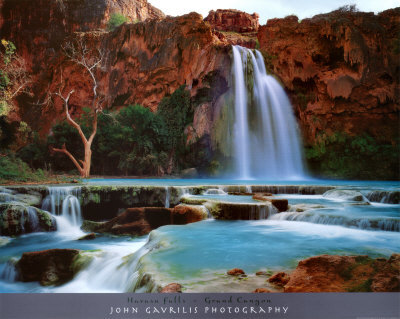 Havasu Falls - Grand Canyon
JOHN GAVRILIS PHOTOGRAPHY